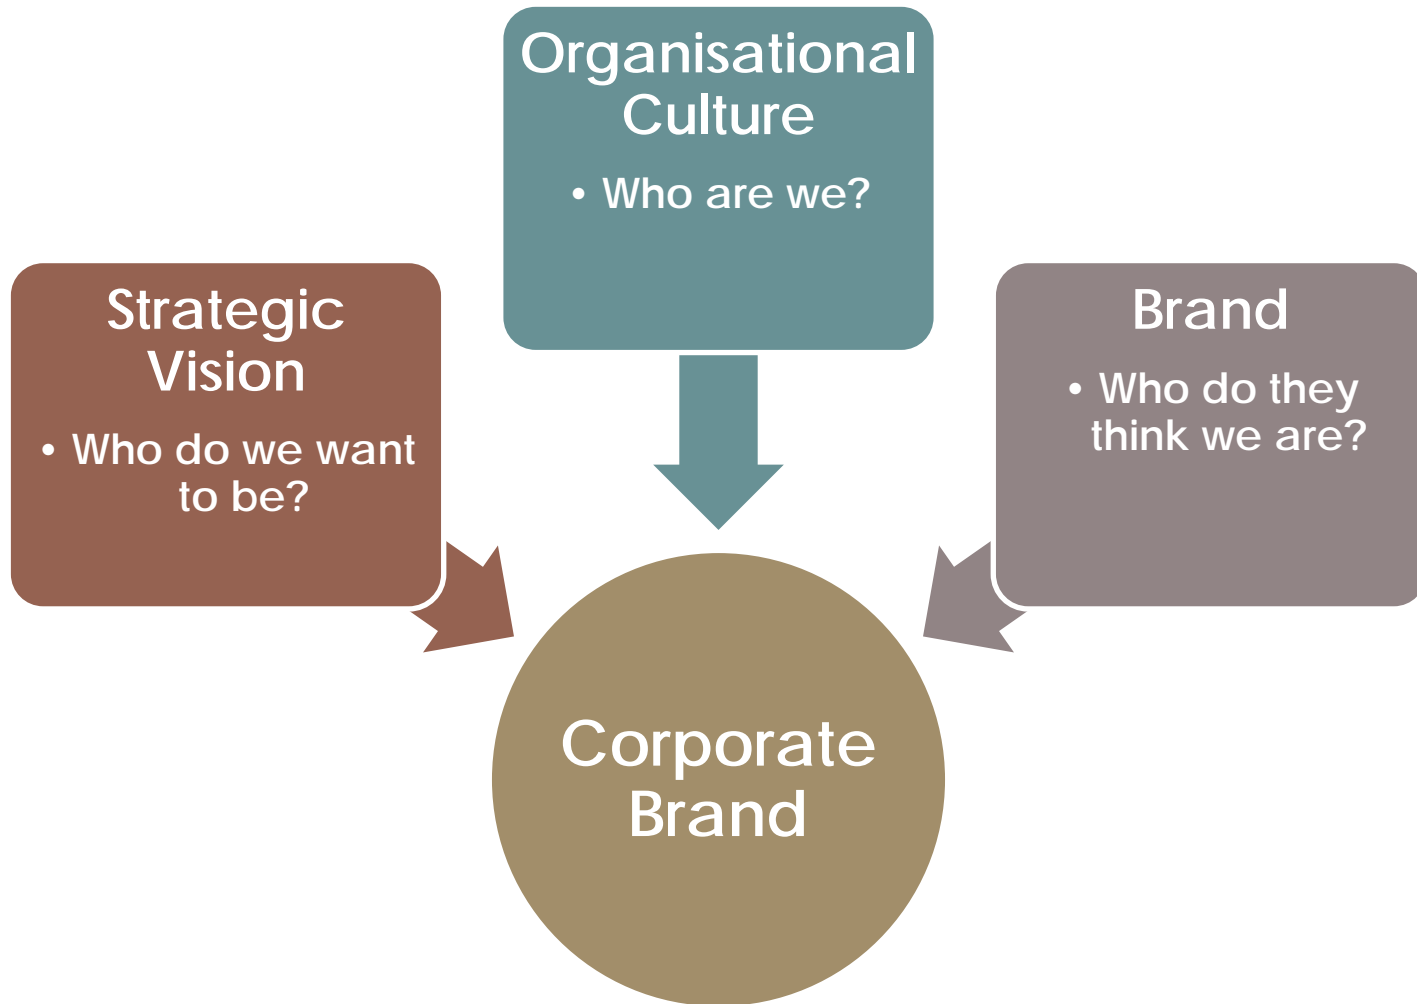 Organisational
Culture
• Who are we?
Strategic
Vision
• Who do we want
to be?
Brand
• Who do they
think we are?
Corporate
Brand